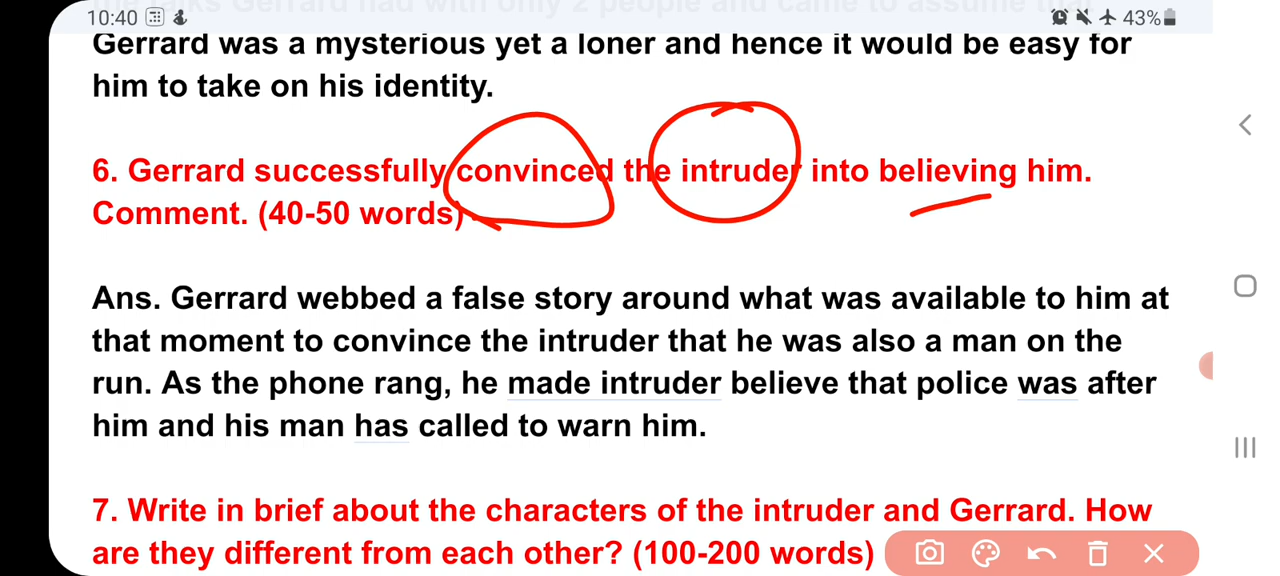 10:40
43%
Gerrard was a mysterious yet a loner and hence it would be easy for
him to take on his identity.
6. Gerrard successfully convinced the intruder into believing him.
Comment. (40-50 words)
Ans. Gerrard webbed a false story around what was available to him at
that moment to convince the intruder that he was also a man on the
run. As the phone rang, he made intruder believe that police was after
him and his man has called to warn him.
7. Write in brief about the characters of the intruder and Gerrard. How
are they different from each other? (100-200 words)